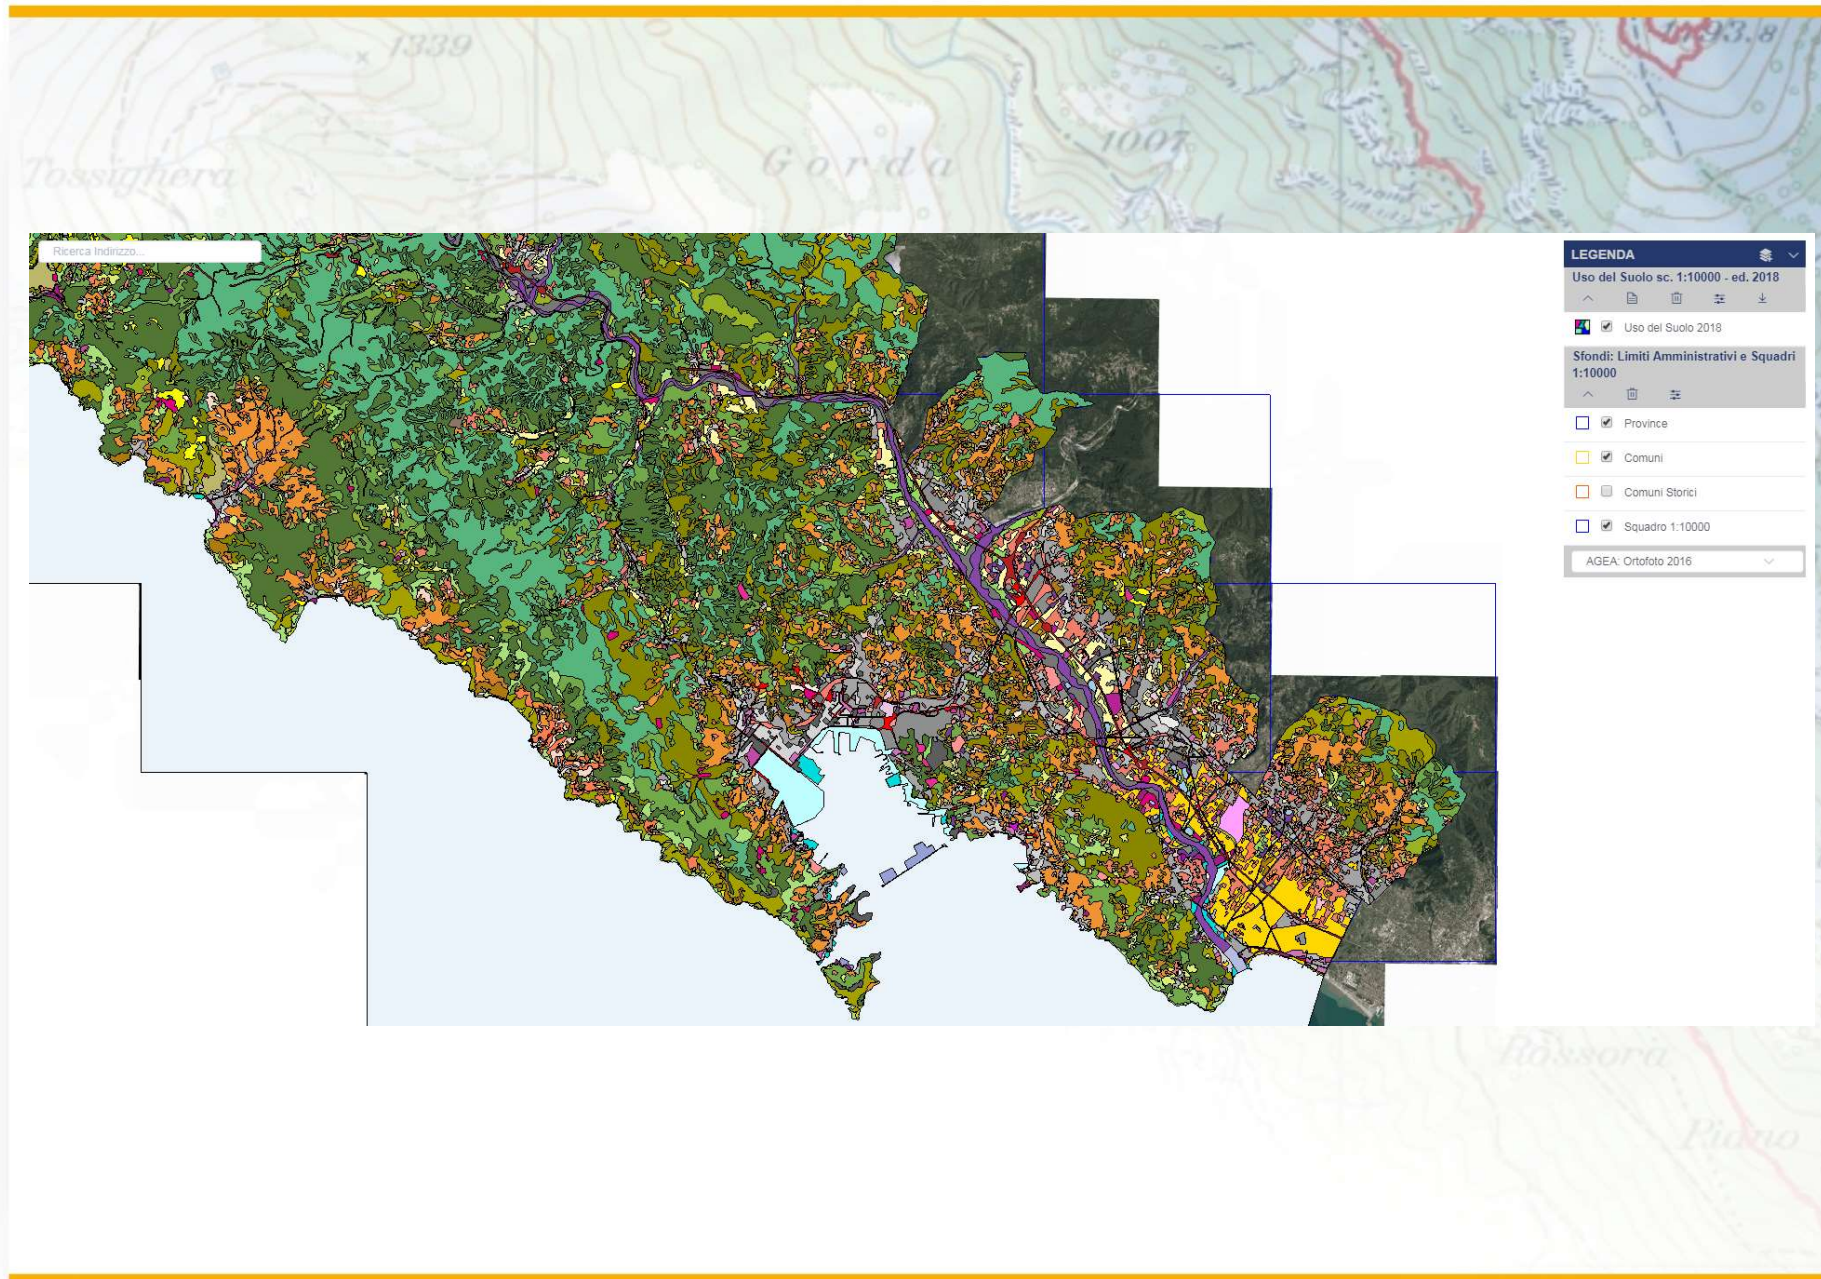 1339
1193.8
1007
Gorda
Tossighera
Ricerca Indirizzo...
LEGENDA
Uso del Suolo sc. 1:10000 - ed. 2018
Uso del Suolo 2018
Sfondi: Limiti Amministrativi e Squadri
1:10000
Province
Comuni
Comuni Storici
Squadro 1:10000
AGEA: Ortofoto 2016
Rossora
Piano